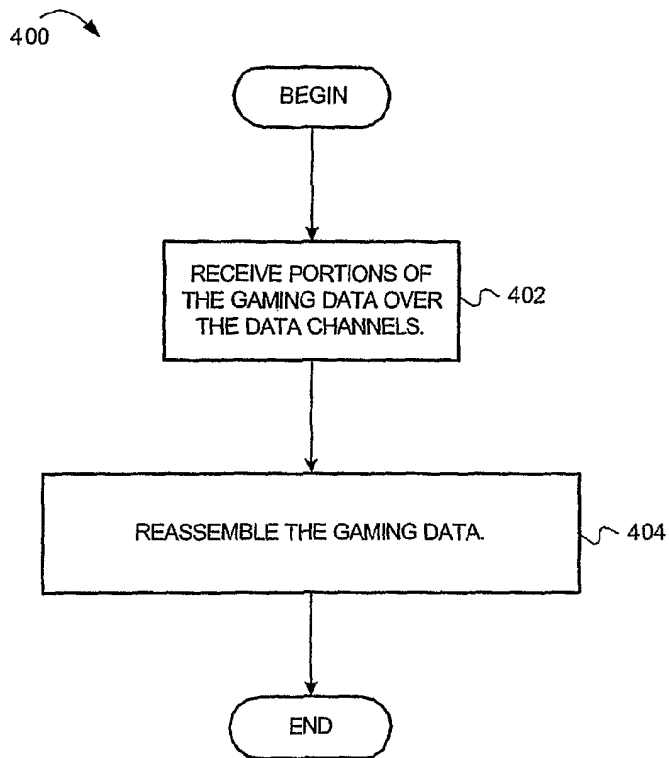 400
BEGIN
RECEIVE PORTIONS OF
THE GAMING DATA OVER
THE DATA CHANNELS.
402
REASSEMBLE THE GAMING DATA.
404
END